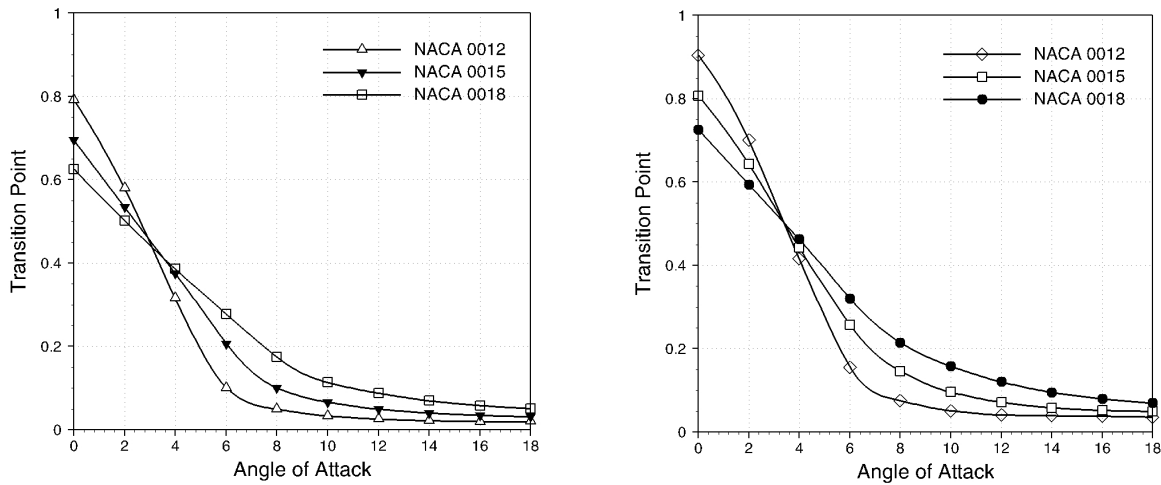 1
0.8
0.6
0.4
0.2
0
Transition Point
NACA 0012
NACA 0015
NACA 0018
0 2 4 6 8 10 12 14 16 18
Angle of Attack
1
0.8
0.6
0.4
0.2
0
Transition Point
NACA 0012
NACA 0015
NACA 0018
0 2 4 6 8 10 12 14 16 18
Angle of Attack